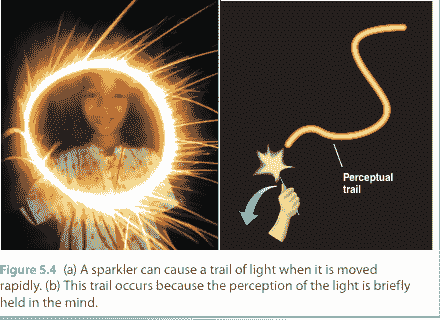 Perceptual
trail
Figure 5.4 (a) A sparkler can cause a trail of light when it is moved
rapidly. (b) This trail occurs because the perception of the light is briefly
held in the mind.